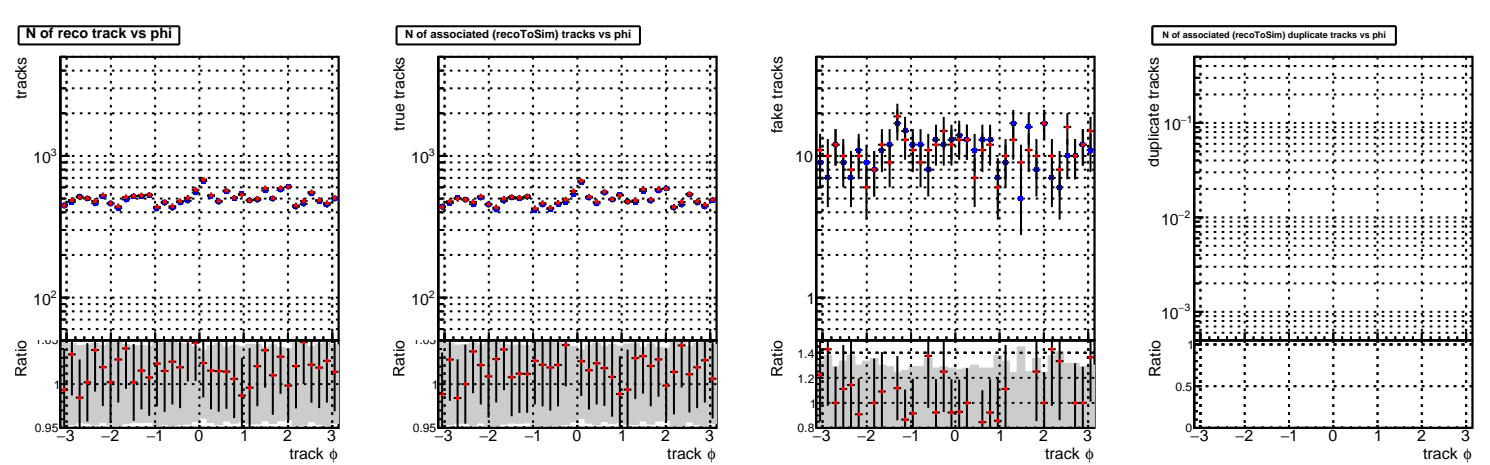 N of reco track vs phi
tracks
10³
10²
Ratio
1.05
1
0.95
−3 −2 −1 0 1 2 3
track ϕ
N of associated (recoToSim) tracks vs phi
true tracks
10³
10²
Ratio
1.05
1
0.95
−3 −2 −1 0 1 2 3
track ϕ
fake tracks
10
1
Ratio
1.4
1.2
1
0.8
−3 −2 −1 0 1 2 3
track ϕ
N of associated (recoToSim) duplicate tracks vs phi
duplicate tracks
10⁻¹
10⁻²
10⁻³
Ratio
1
0.5
0
−3 −2 −1 0 1 2 3
track ϕ